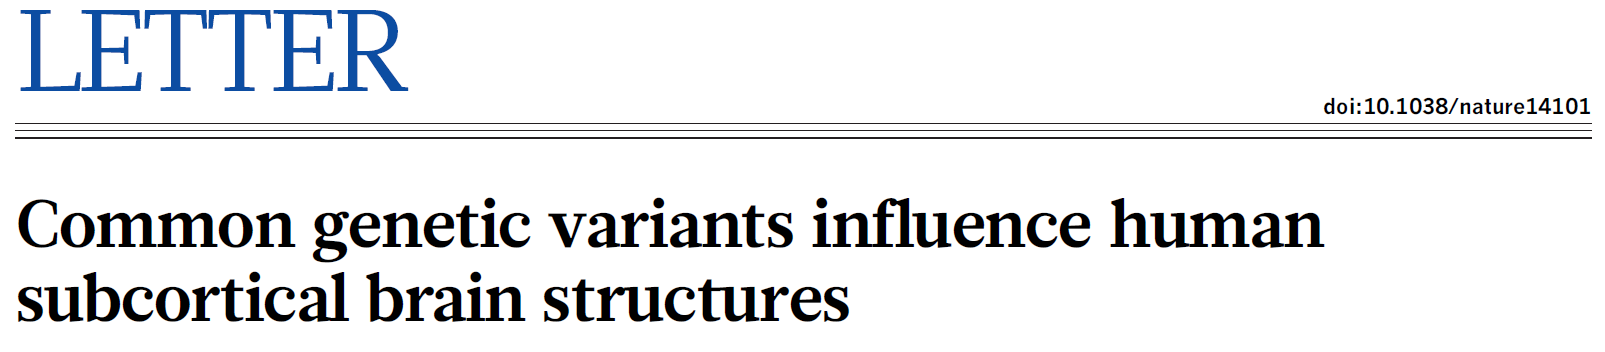 LETTER
doi:10.1038/nature14101
Common genetic variants influence human
subcortical brain structures